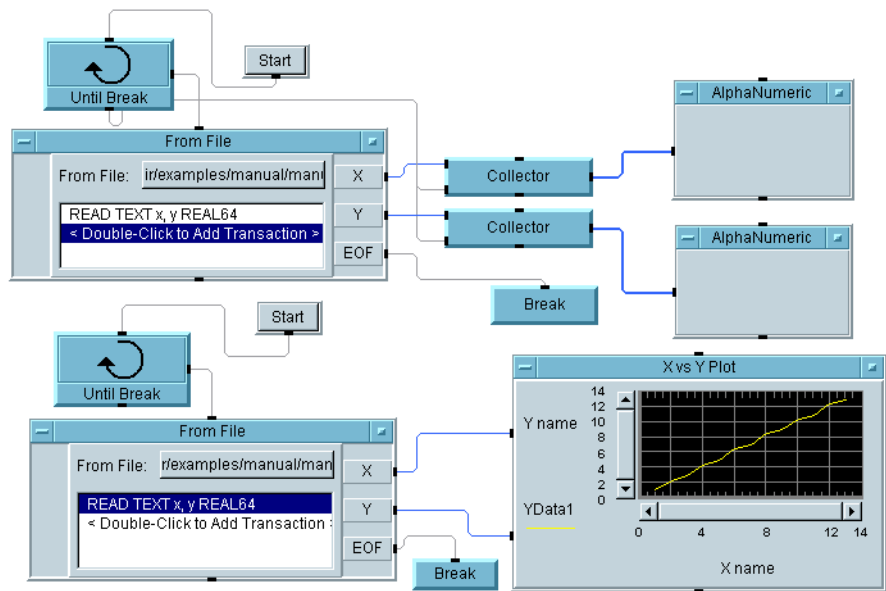 Start
Until Break
From File
From File: ir/examples/manual/manu
X
READ TEXT x, y REAL64
< Double-Click to Add Transaction >
Y
EOF
Collector
Collector
Break
AlphaNumeric
AlphaNumeric
Start
Until Break
From File
From File: r/examples/manual/man
X
READ TEXT x, y REAL64
< Double-Click to Add Transaction :
Y
EOF
Break
X vs Y Plot
Y name
YData1
14
12
10
8
6
4
2
0
0 4 8 12 14
X name